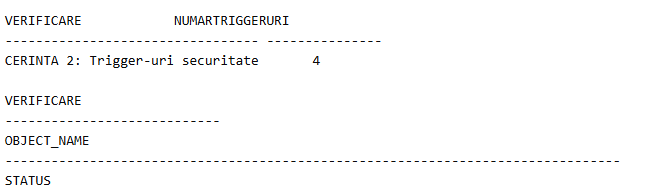 VERIFICARE            NUMARTRIGGERURI
--------------------------------- ---------------
CERINTA 2: Trigger-uri securitate       4
VERIFICARE
----------------------------
OBJECT_NAME
--------------------------------------------------------------------------------
STATUS